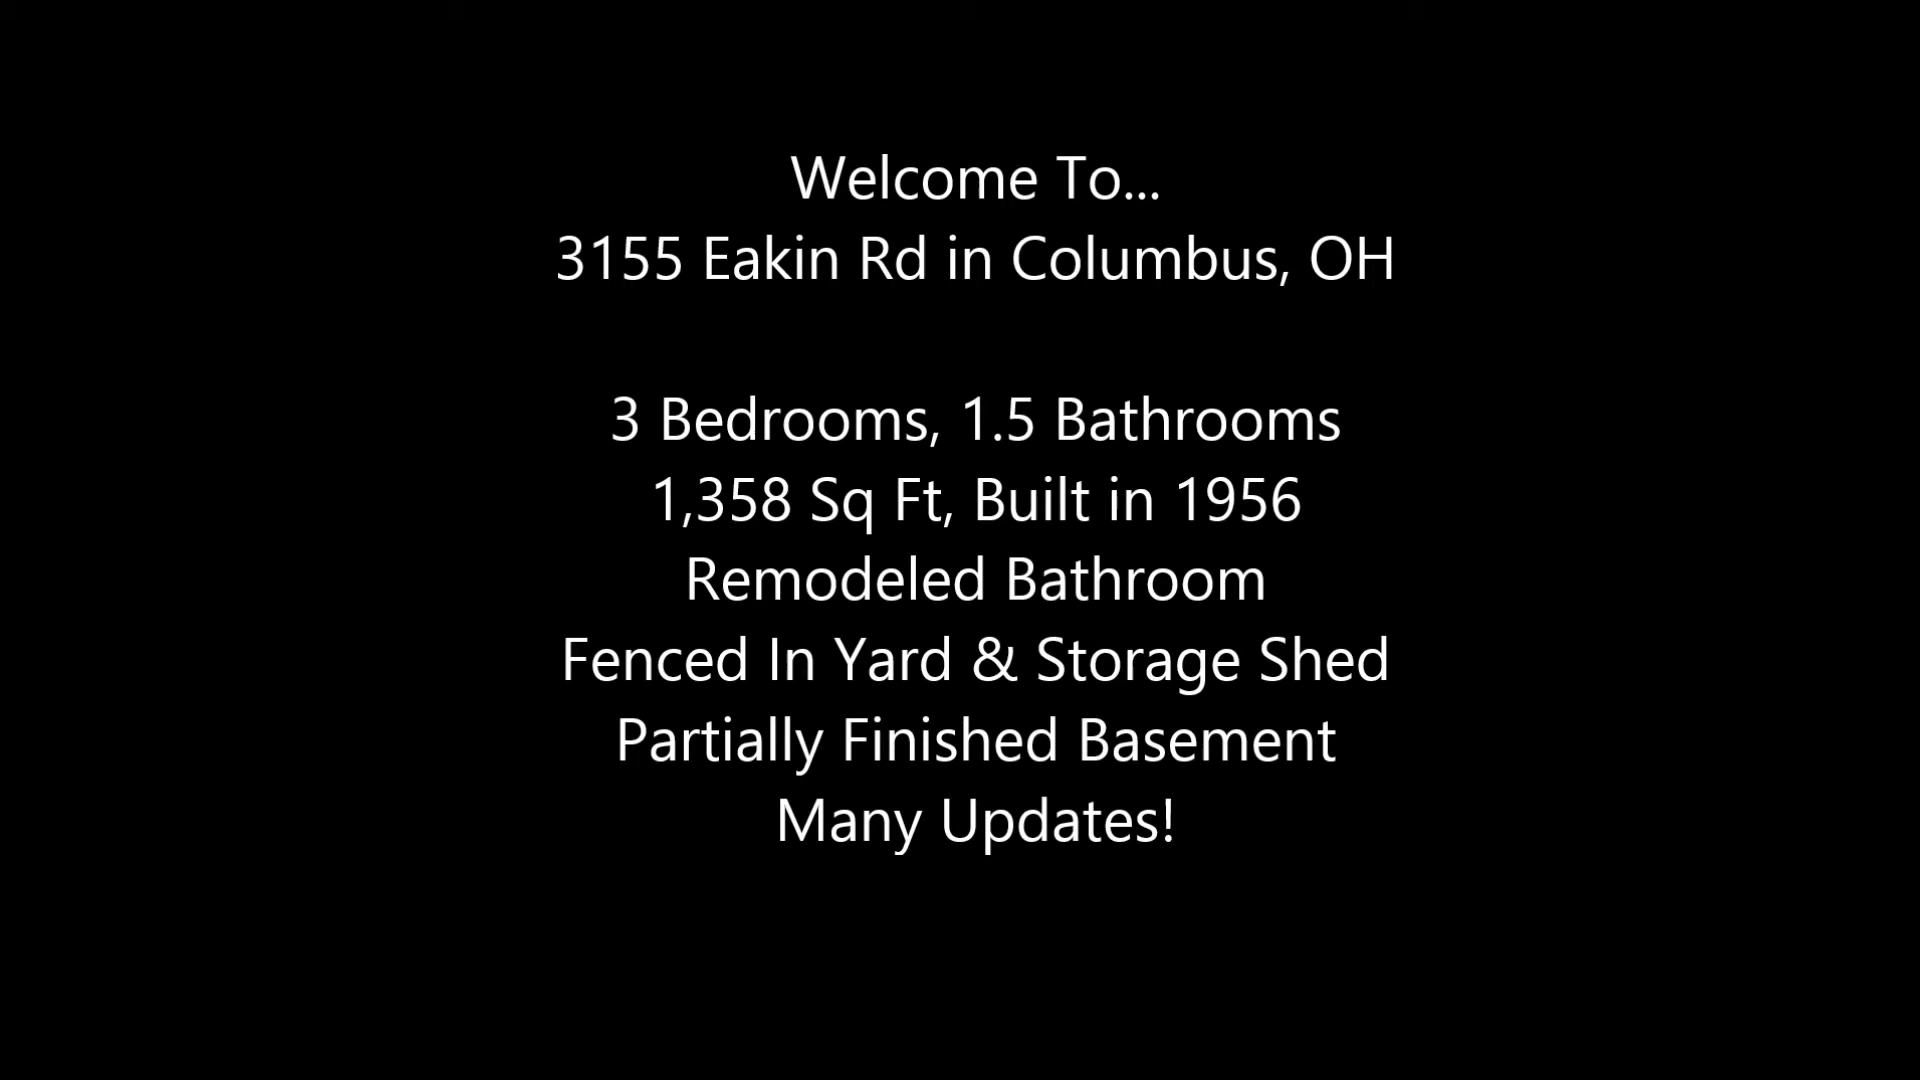 Welcome To...
3155 Eakin Rd in Columbus, OH
3 Bedrooms, 1.5 Bathrooms
1,358 Sq Ft, Built in 1956
Remodeled Bathroom
Fenced In Yard & Storage Shed
Partially Finished Basement
Many Updates!